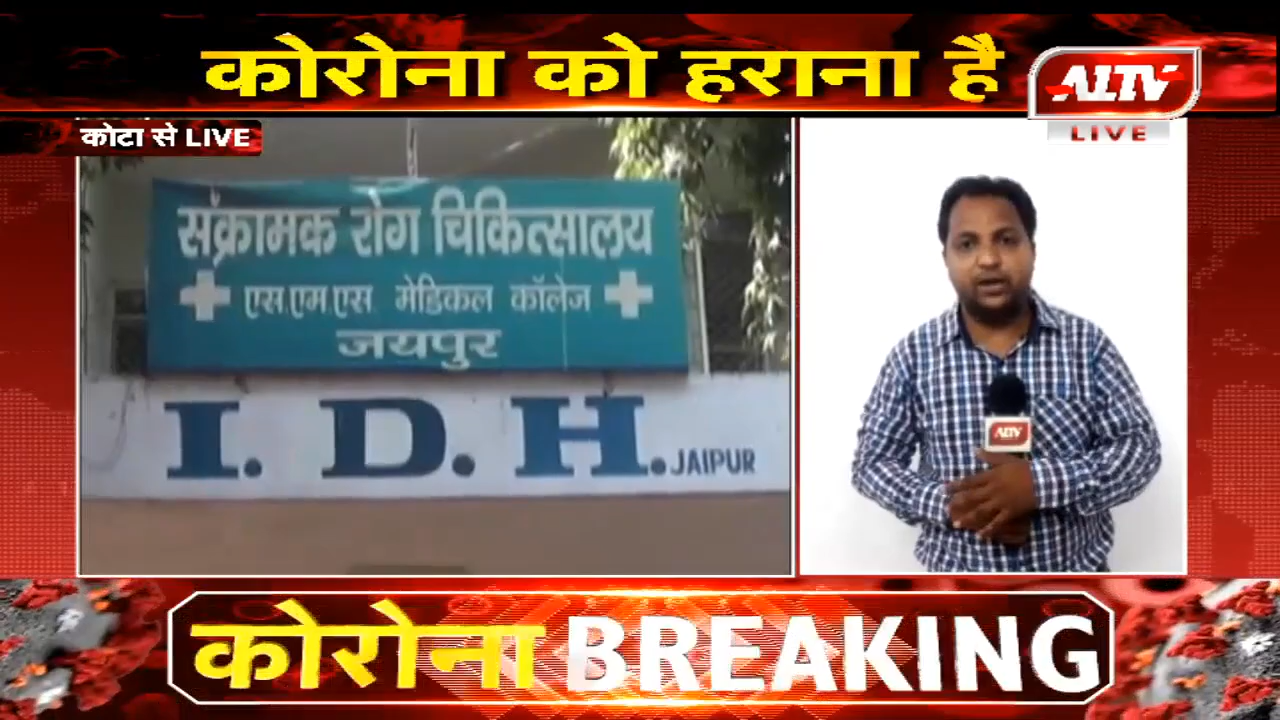 कोरोना को हराना है
ALTV
LIVE
कोटा से LIVE
संक्रामक रोग चिकित्सालय
एस.एम.एस. मेडिकल कॉलेज
जयपुर
I. D. H. JAIPUR
ALTV
कोरोना BREAKING